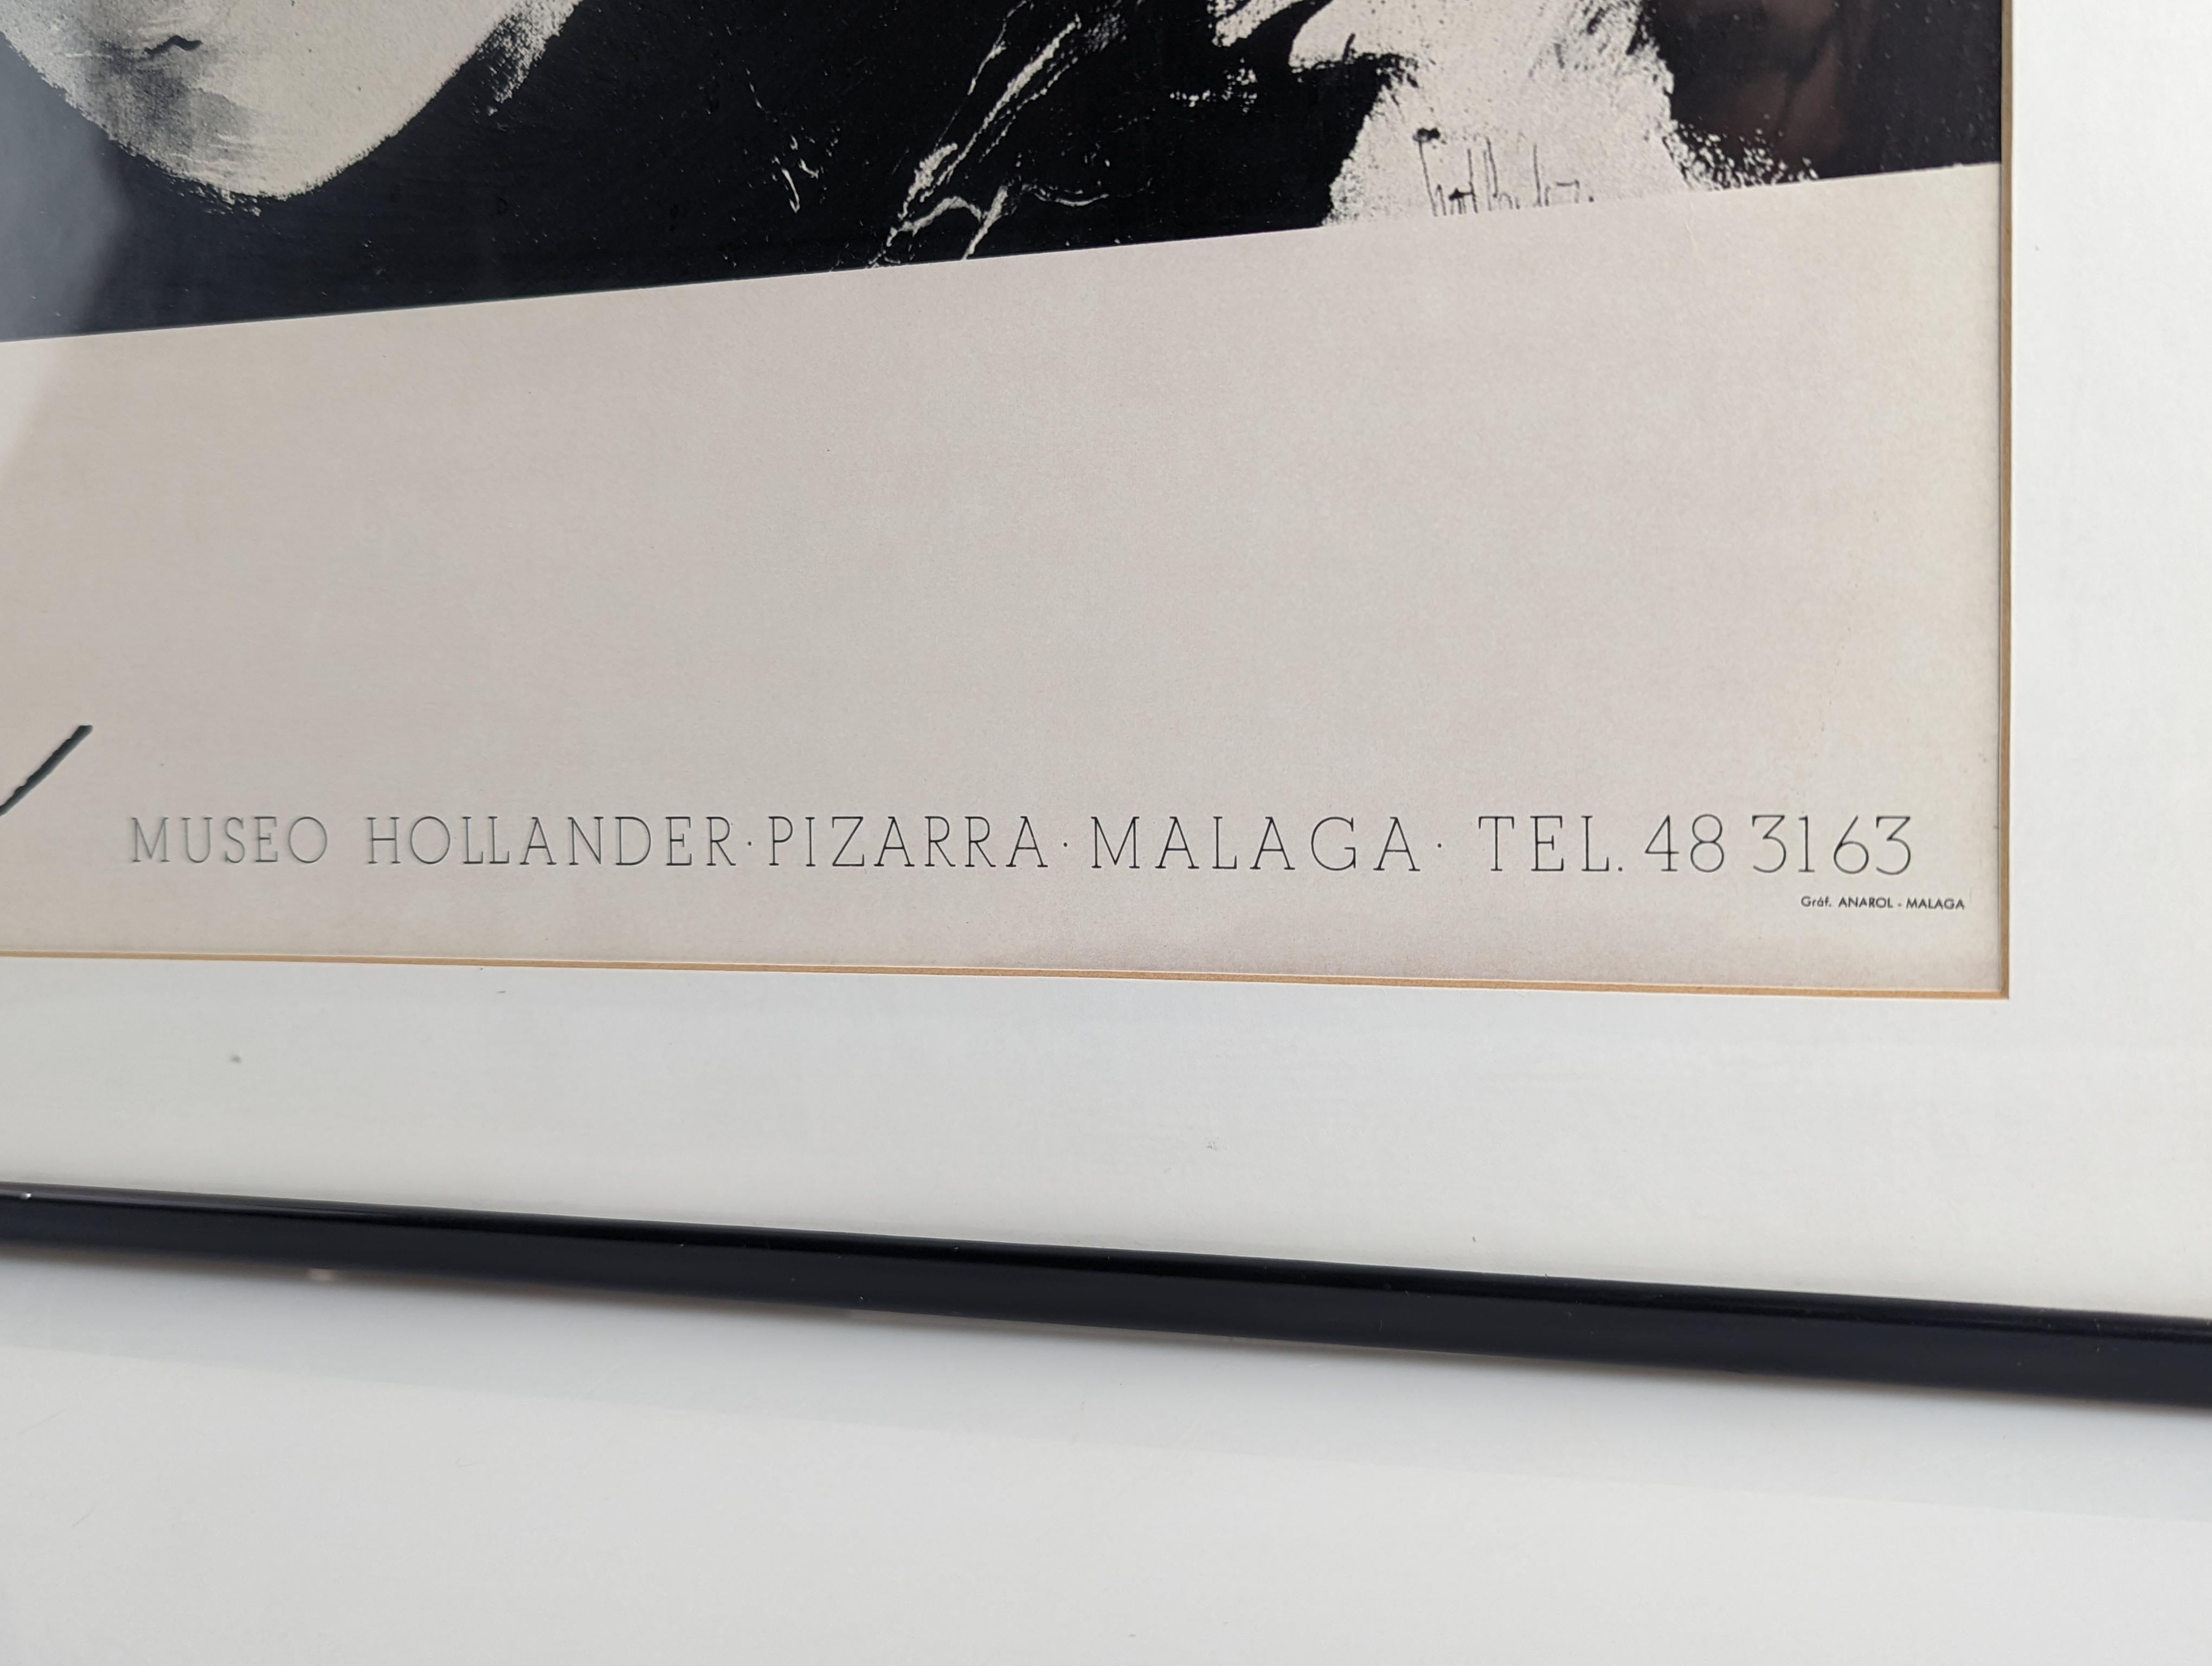 MUSEO HOLLANDER · PIZARRA · MALAGA · TEL. 48 3163
Gráf. ANAROL - MALAGA